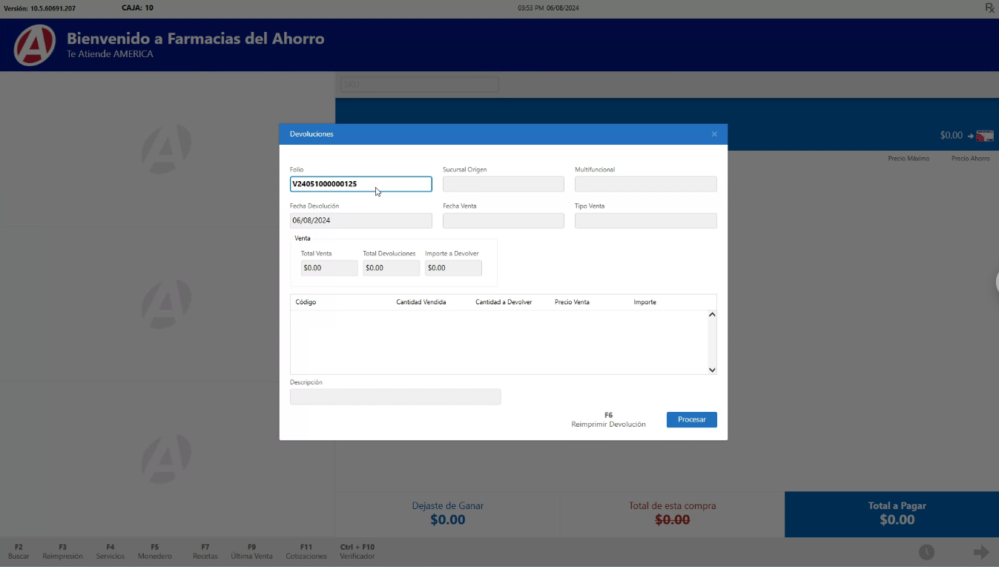 Versión: 10.5.60691.207 CAJA: 10 03:53 PM 06/08/2024
Bienvenido a Farmacias del Ahorro
Te Atiende AMERICA
$0.00
Precio Máximo Precio Ahorro
Devoluciones
Folio Sucursal Origen Multifuncional
V24051000000125
Fecha Devolución Fecha Venta Tipo Venta
06/08/2024
Venta
Total Venta Total Devoluciones Importe a Devolver
$0.00 $0.00 $0.00
Código Cantidad Vendida Cantidad a Devolver Precio Venta Importe
Descripción
F6
Reimprimir Devolución
Procesar
Dejaste de Ganar
$0.00
Total de esta compra
$0.00
Total a Pagar
$0.00
F2 F3 F4 F5 F7 F9 F11 Ctrl + F10
Buscar Reimpresión Servicios Monedero Recetas Última Venta Cotizaciones Verificador